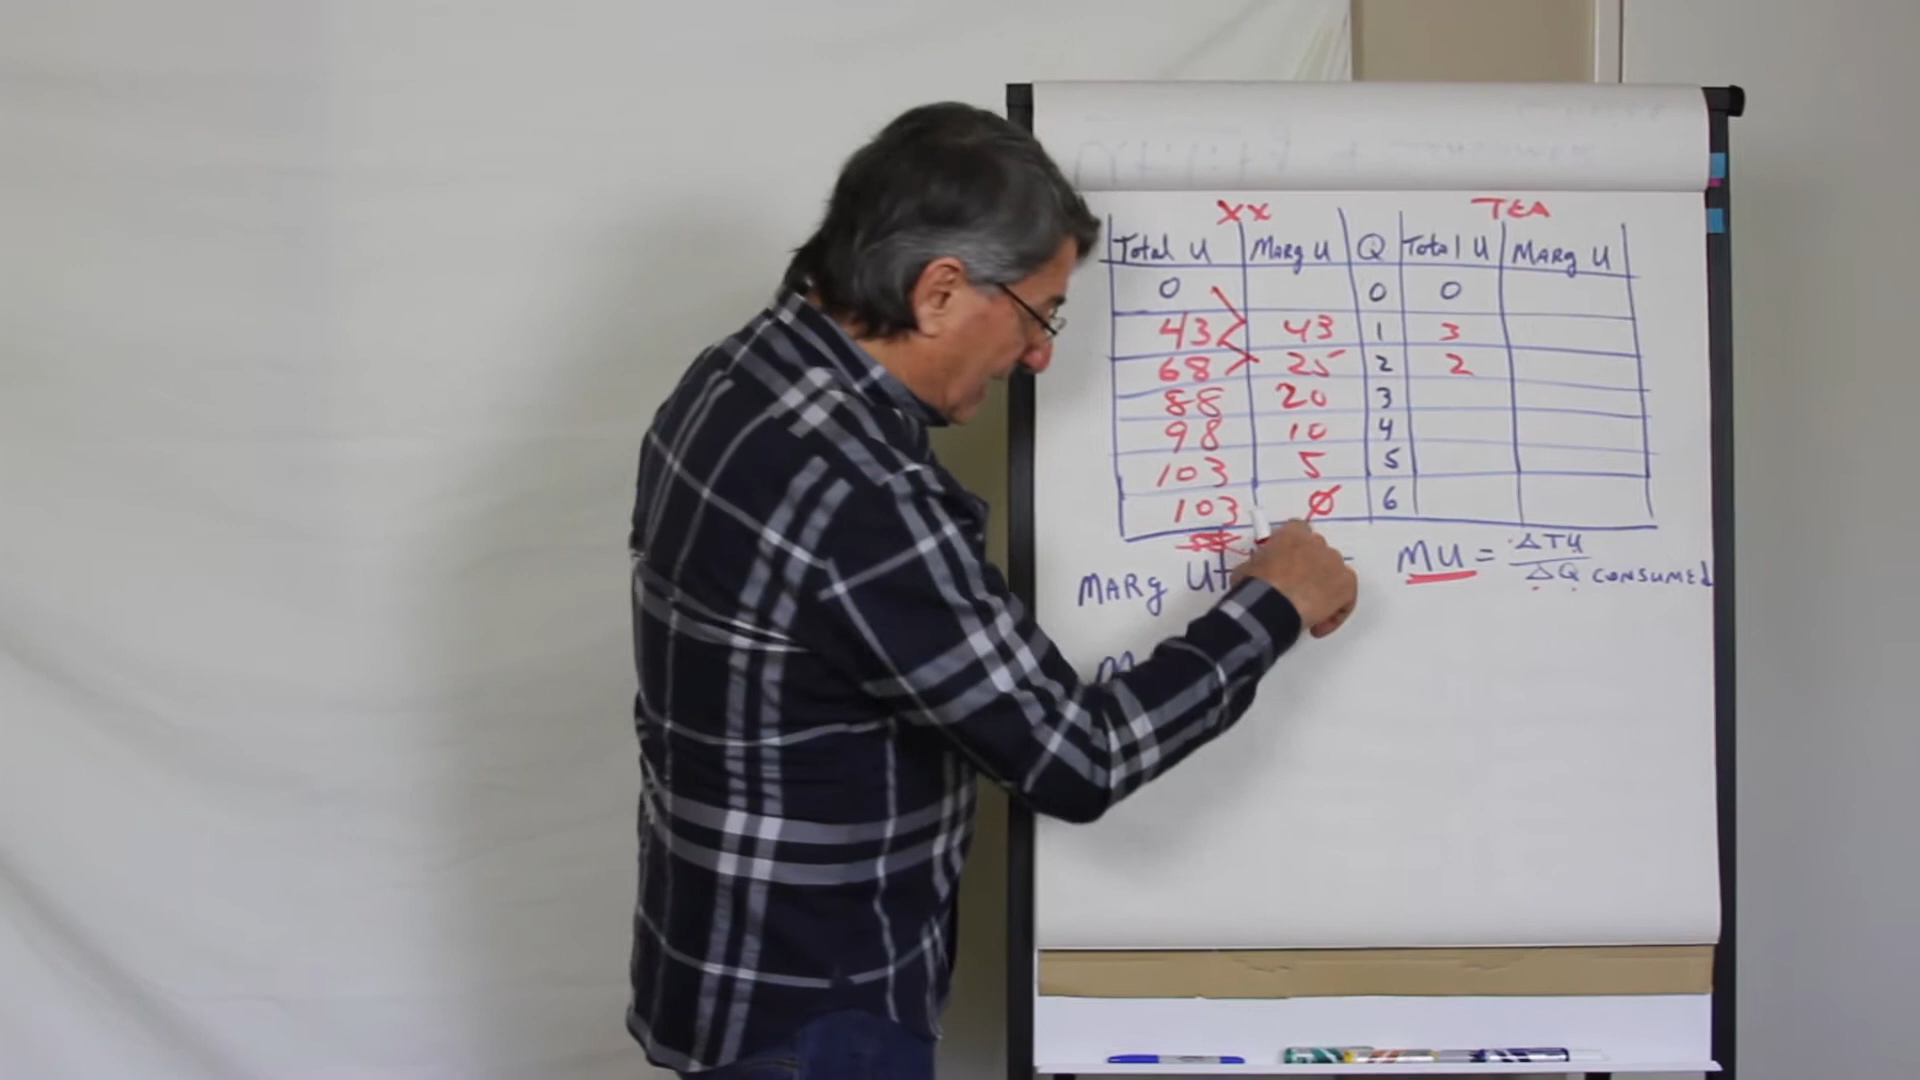 XX TEA
Total U Marg U Q Total U Marg U
0 0 0
43 43 1 3
68 25 2 2
88 20 3
98 10 4
103 5 5
103 0 6
MARg MU = ΔTU
ΔQ CONSUMEd